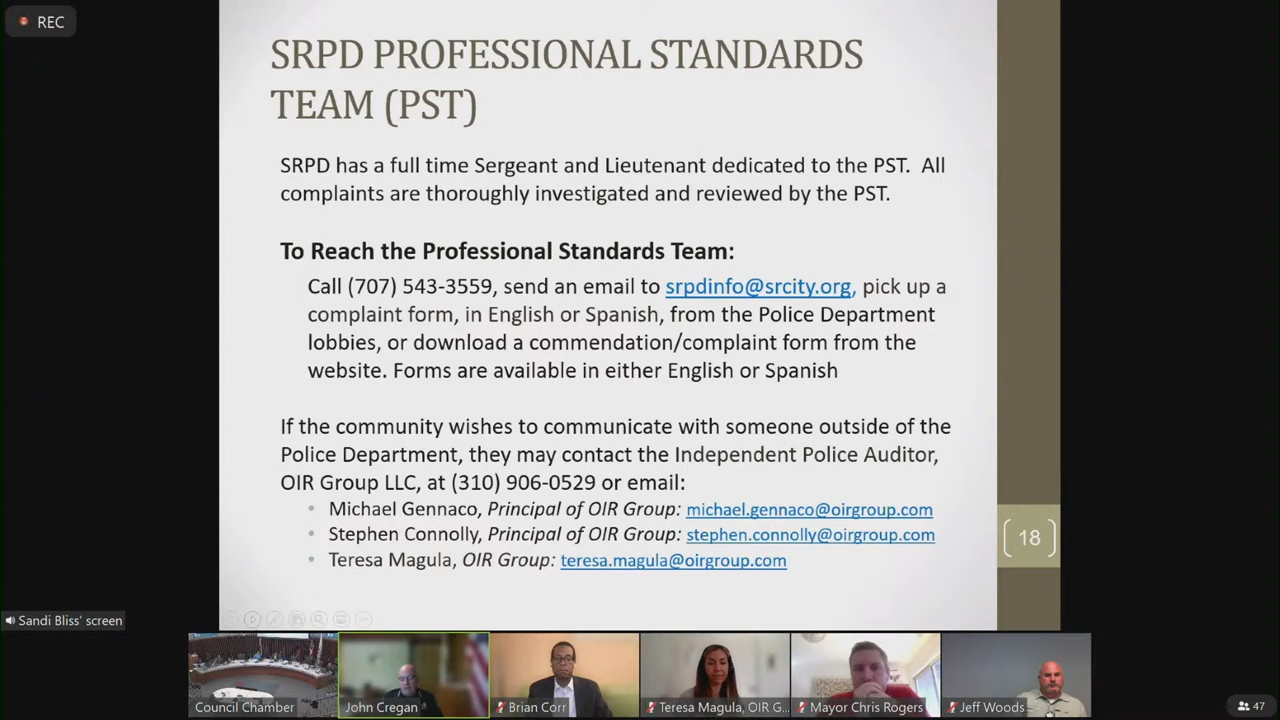 REC
SRPD PROFESSIONAL STANDARDS
TEAM (PST)
SRPD has a full time Sergeant and Lieutenant dedicated to the PST. All
complaints are thoroughly investigated and reviewed by the PST.
To Reach the Professional Standards Team:
Call (707) 543-3559, send an email to srpdinfo@srcity.org, pick up a
complaint form, in English or Spanish, from the Police Department
lobbies, or download a commendation/complaint form from the
website. Forms are available in either English or Spanish
If the community wishes to communicate with someone outside of the
Police Department, they may contact the Independent Police Auditor,
OIR Group LLC, at (310) 906-0529 or email:
• Michael Gennaco, Principal of OIR Group: michael.gennaco@oirgroup.com
• Stephen Connolly, Principal of OIR Group: stephen.connolly@oirgroup.com
• Teresa Magula, OIR Group: teresa.magula@oirgroup.com
18
Sandi Bliss' screen
Council Chamber
John Cregan
Brian Corr
Teresa Magula, OIR G...
Mayor Chris Rogers
Jeff Woods
47